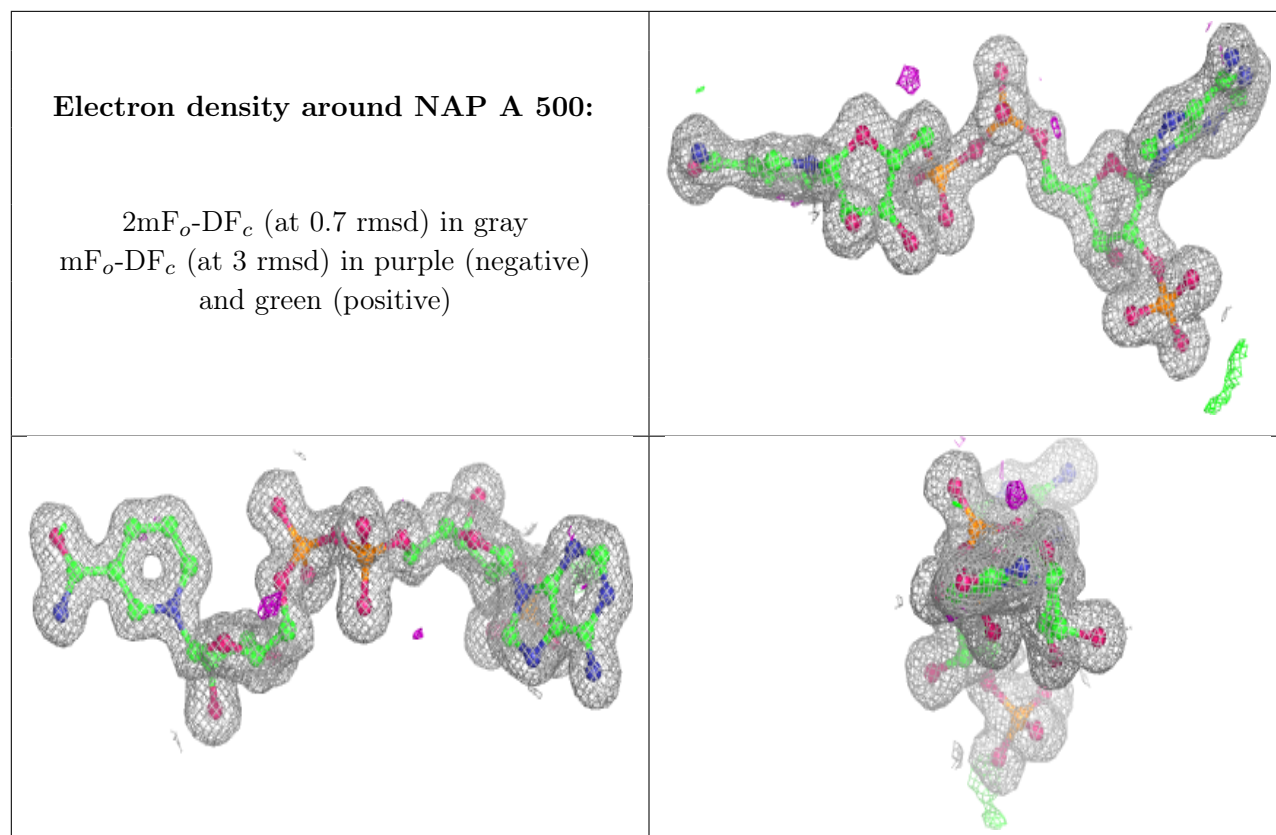 Electron density around NAP A 500:
2mFo-DFc (at 0.7 rmsd) in gray
mFo-DFc (at 3 rmsd) in purple (negative)
and green (positive)